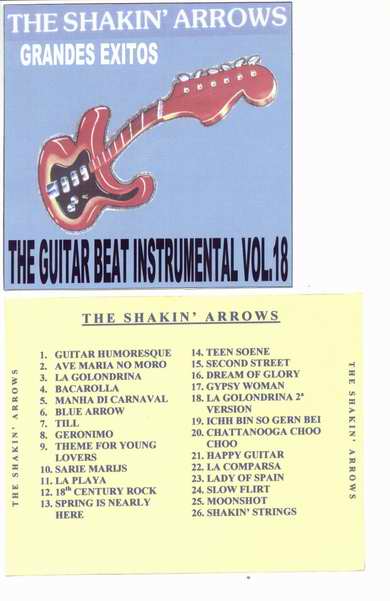 THE SHAKIN' ARROWS
GRANDES EXITOS
THE GUITAR BEAT INSTRUMENTAL VOL.18
THE SHAKIN' ARROWS
THE SHAKIN' ARROWS
1. GUITAR HUMORESQUE
2. AVE MARIA NO MORO
3. LA GOLONDRINA
4. BACAROLLA
5. MANHA DI CARNAVAL
6. BLUE ARROW
7. TILL
8. GERONIMO
9. THEME FOR YOUNG
LOVERS
10. SARIE MARIJS
11. LA PLAYA
12. 18th CENTURY ROCK
13. SPRING IS NEARLY
HERE
14. TEEN SOENE
15. SECOND STREET
16. DREAM OF GLORY
17. GYPSY WOMAN
18. LA GOLONDRINA 2ª
VERSION
19. ICHH BIN SO GERN BEI
20. CHATTANOOGA CHOO
CHOO
21. HAPPY GUITAR
22. LA COMPARSA
23. LADY OF SPAIN
24. SLOW FLIRT
25. MOONSHOT
26. SHAKIN' STRINGS
THE SHAKIN' ARROWS